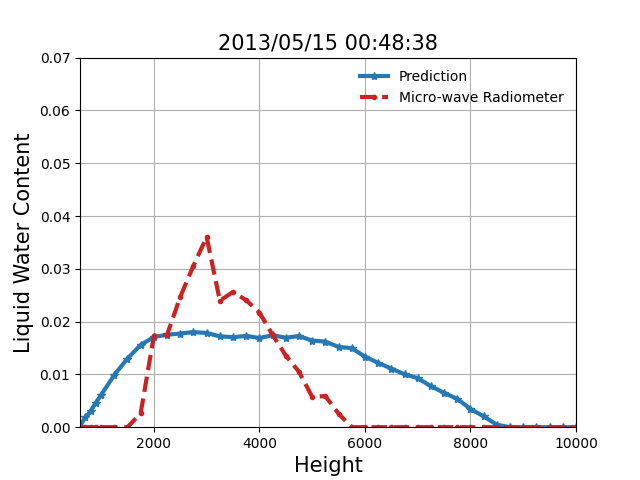 2013/05/15 00:48:38
Prediction
Micro-wave Radiometer
Liquid Water Content
0.07
0.06
0.05
0.04
0.03
0.02
0.01
0.00
2000 4000 6000 8000 10000
Height